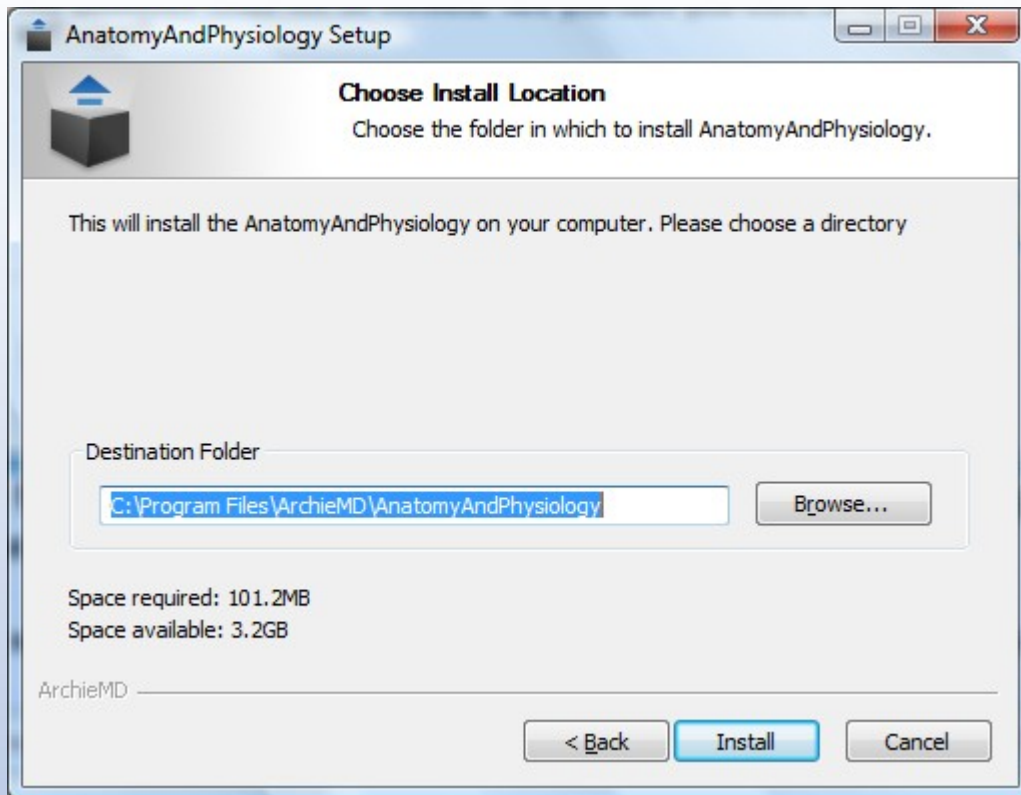 AnatomyAndPhysiology Setup
Choose Install Location
Choose the folder in which to install AnatomyAndPhysiology.
This will install the AnatomyAndPhysiology on your computer. Please choose a directory
Destination Folder
C:\Program Files\ArchieMD\AnatomyAndPhysiology
Browse...
Space required: 101.2MB
Space available: 3.2GB
ArchieMD
< Back Install Cancel